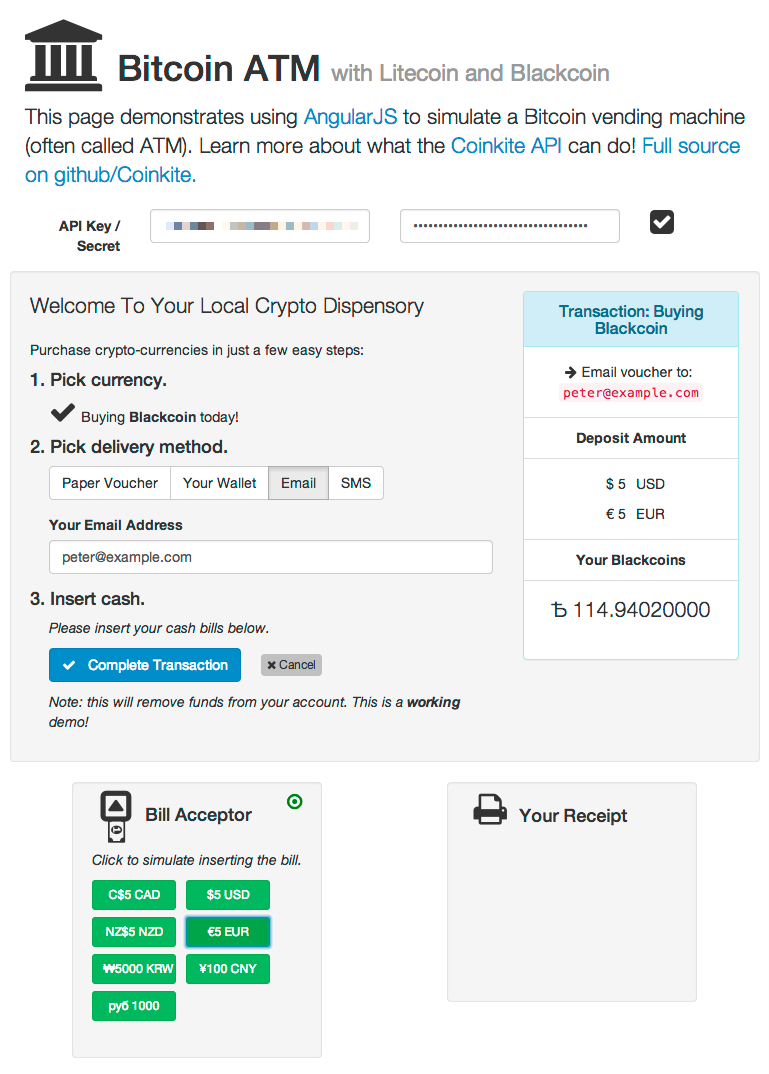 Bitcoin ATM with Litecoin and Blackcoin
This page demonstrates using AngularJS to simulate a Bitcoin vending machine
(often called ATM). Learn more about what the Coinkite API can do! Full source
on github/Coinkite.
API Key /
Secret
Welcome To Your Local Crypto Dispensory
Purchase crypto-currencies in just a few easy steps:
1. Pick currency.
Buying Blackcoin today!
2. Pick delivery method.
Paper Voucher Your Wallet Email SMS
Your Email Address
peter@example.com
3. Insert cash.
Please insert your cash bills below.
Complete Transaction Cancel
Note: this will remove funds from your account. This is a working
demo!
Transaction: Buying
Blackcoin
Email voucher to:
peter@example.com
Deposit Amount
$ 5 USD
€ 5 EUR
Your Blackcoins
Ѣ 114.94020000
Bill Acceptor
Click to simulate inserting the bill.
C$5 CAD $5 USD
NZ$5 NZD €5 EUR
₩5000 KRW ¥100 CNY
руб 1000
Your Receipt